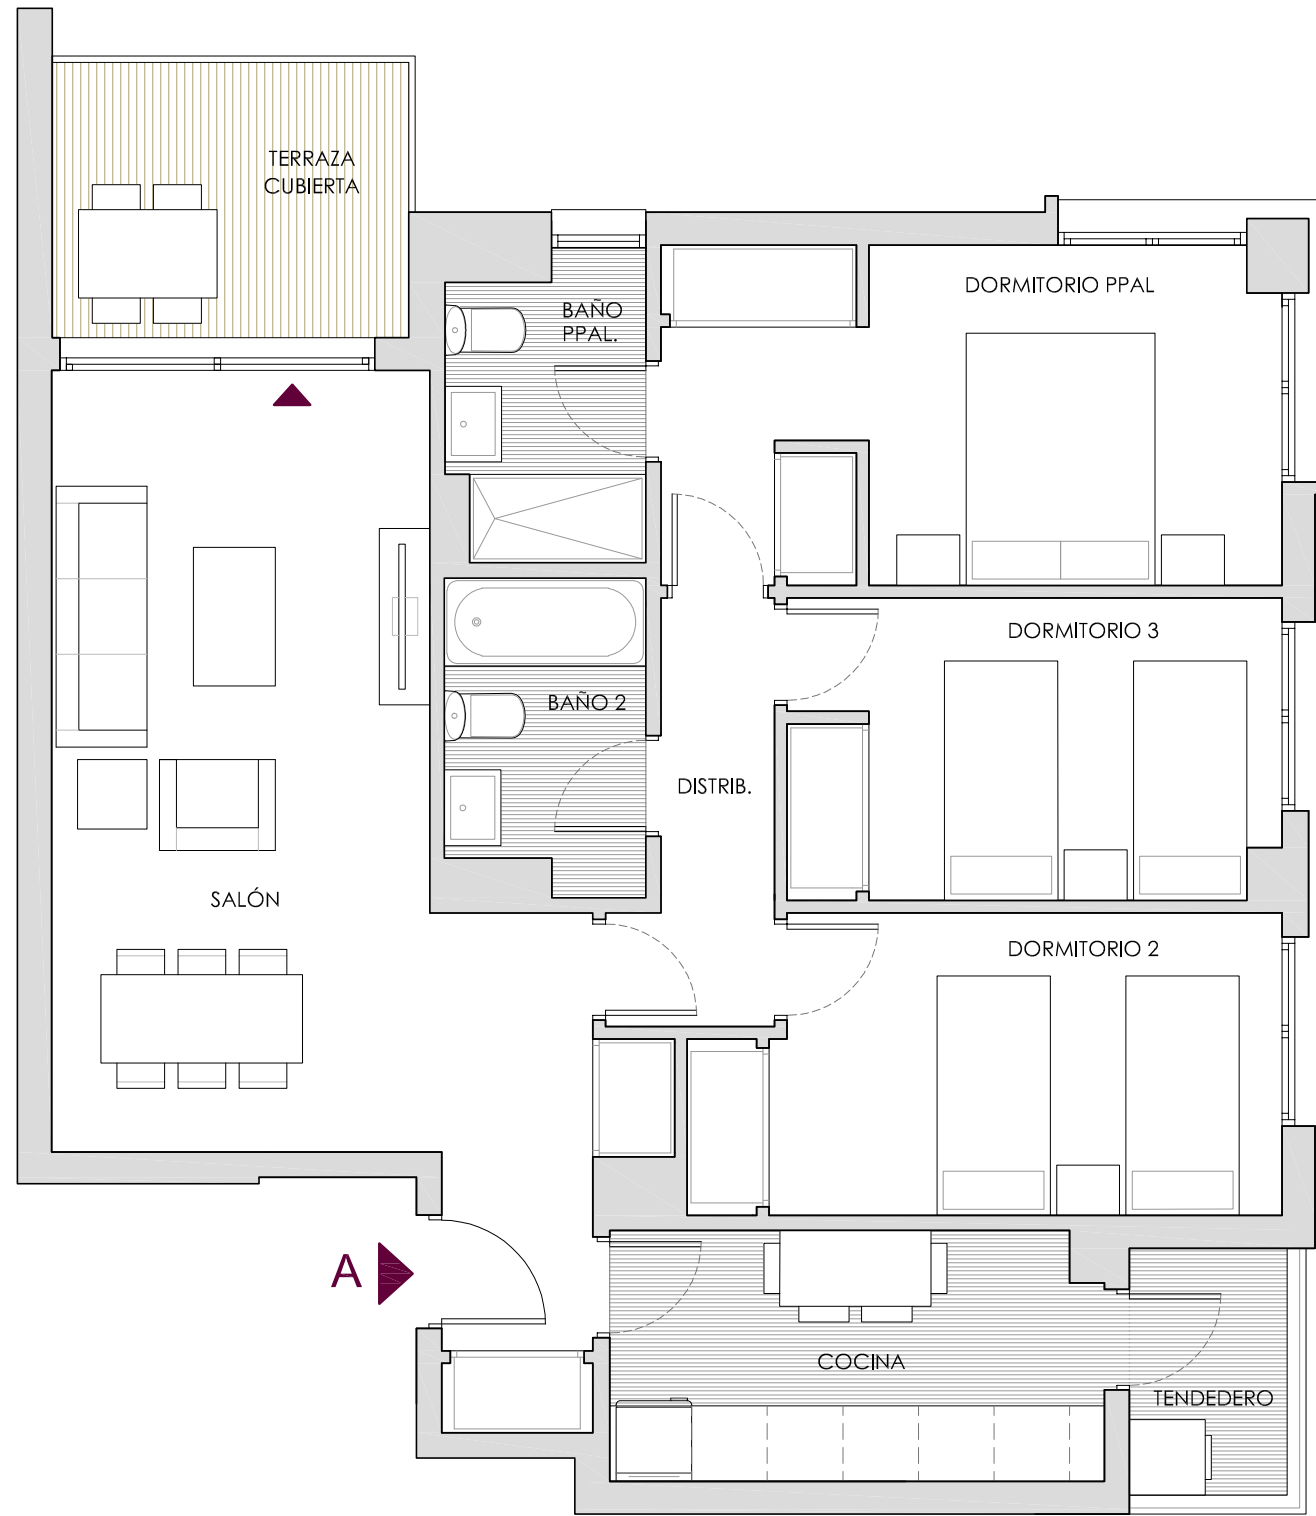 TERRAZA
CUBIERTA
BAÑO
PPAL.
DORMITORIO PPAL
DORMITORIO 3
BAÑO 2
DISTRIB.
SALÓN
DORMITORIO 2
A
COCINA
TENDEDERO